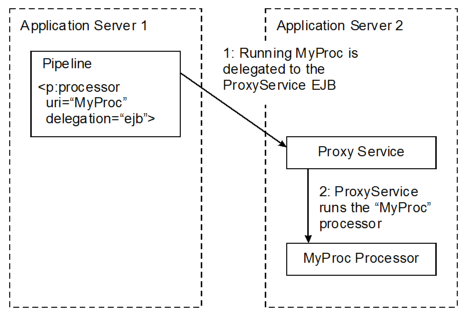 Application Server 1
Pipeline
<p:processor
uri=“MyProc”
delegation=“ejb”>
Application Server 2
1: Running MyProc is
delegated to the
ProxyService EJB
Proxy Service
2: ProxyService
runs the “MyProc”
processor
MyProc Processor